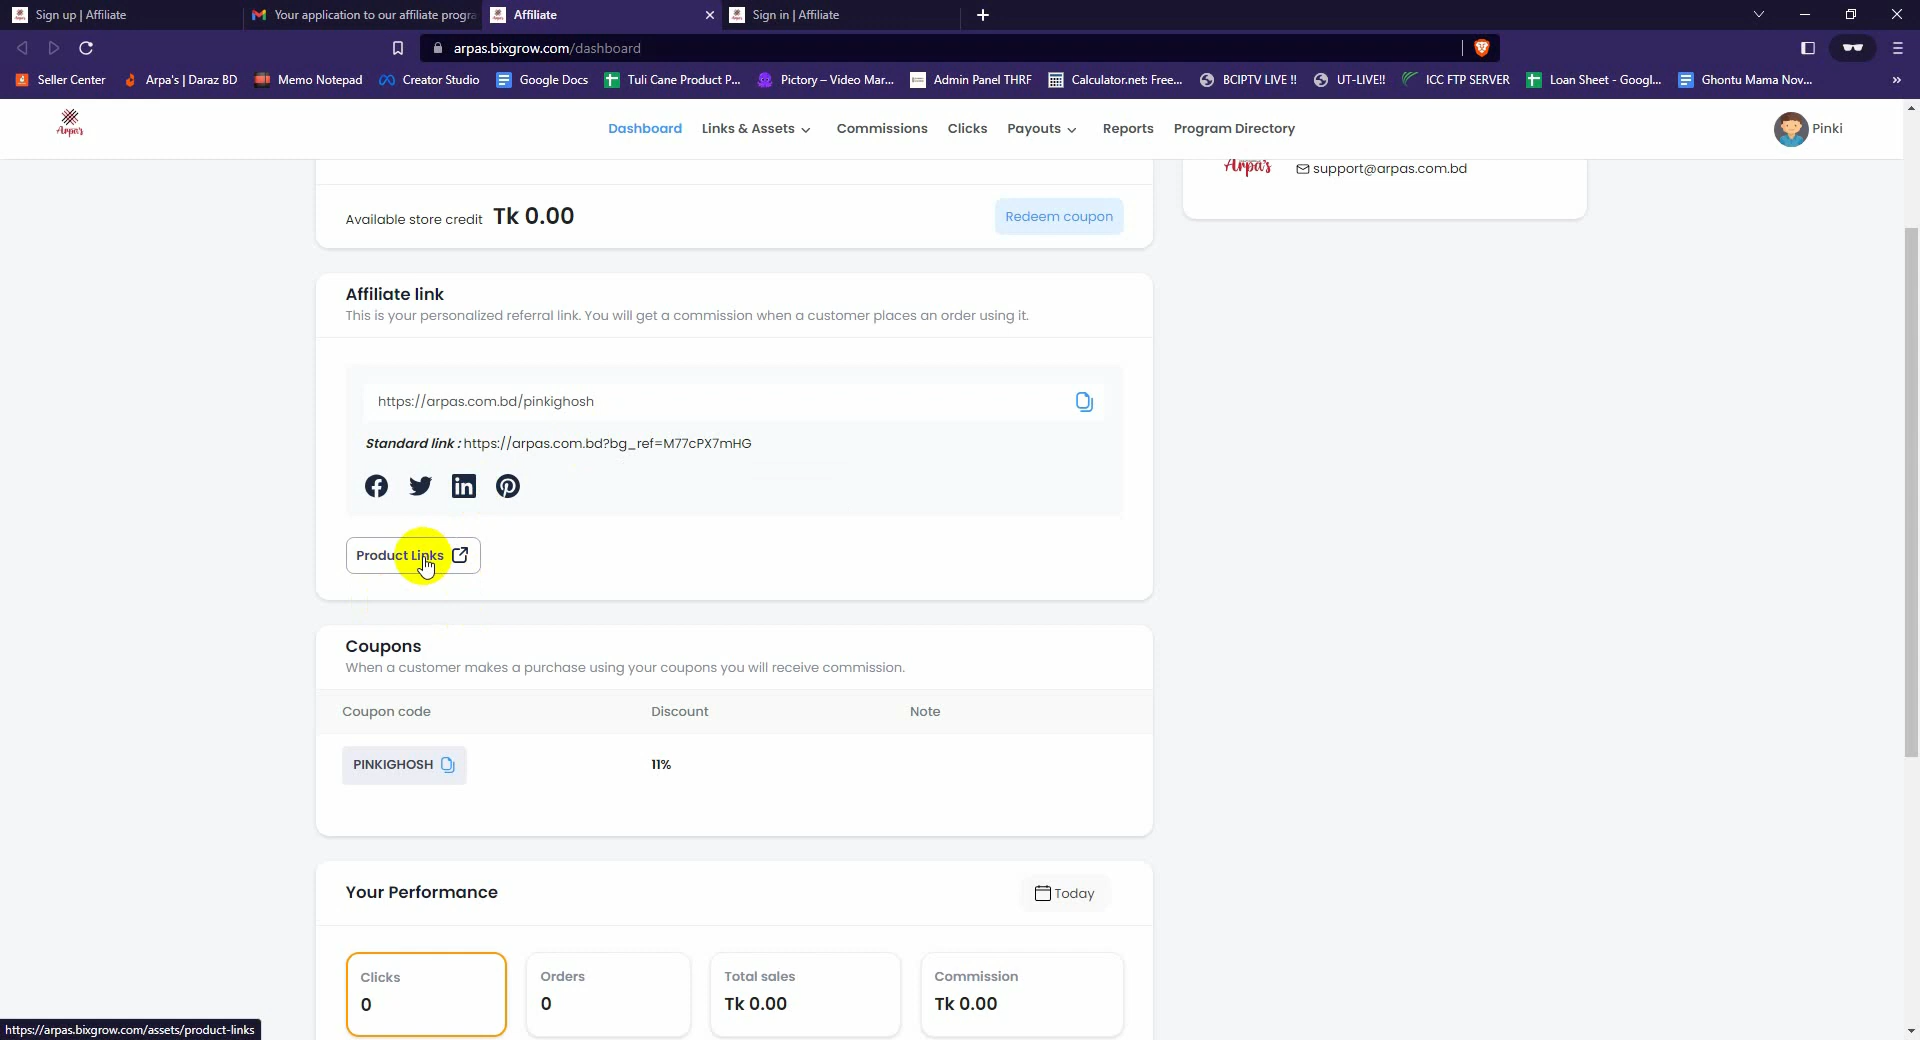 Sign up | Affiliate
Your application to our affiliate progra
Affiliate
Sign in | Affiliate
arpas.bixgrow.com/dashboard
Seller Center
Arpa's | Daraz BD
Memo Notepad
Creator Studio
Google Docs
Tuli Cane Product P...
Pictory – Video Mar...
Admin Panel THRF
Calculator.net: Free...
BCIPTV LIVE !!
UT-LIVE!!
ICC FTP SERVER
Loan Sheet - Googl...
Ghontu Mama Nov...
Arpa's
Dashboard
Links & Assets
Commissions
Clicks
Payouts
Reports
Program Directory
Pinki
Arpa's
support@arpas.com.bd
Available store credit Tk 0.00
Redeem coupon
Affiliate link
This is your personalized referral link. You will get a commission when a customer places an order using it.
https://arpas.com.bd/pinkighosh
Standard link : https://arpas.com.bd?bg_ref=M77cPX7mHG
Product Links
Coupons
When a customer makes a purchase using your coupons you will receive commission.
Coupon code Discount Note
PINKIGHOSH 11%
Your Performance
Today
Clicks
0
Orders
0
Total sales
Tk 0.00
Commission
Tk 0.00
https://arpas.bixgrow.com/assets/product-links